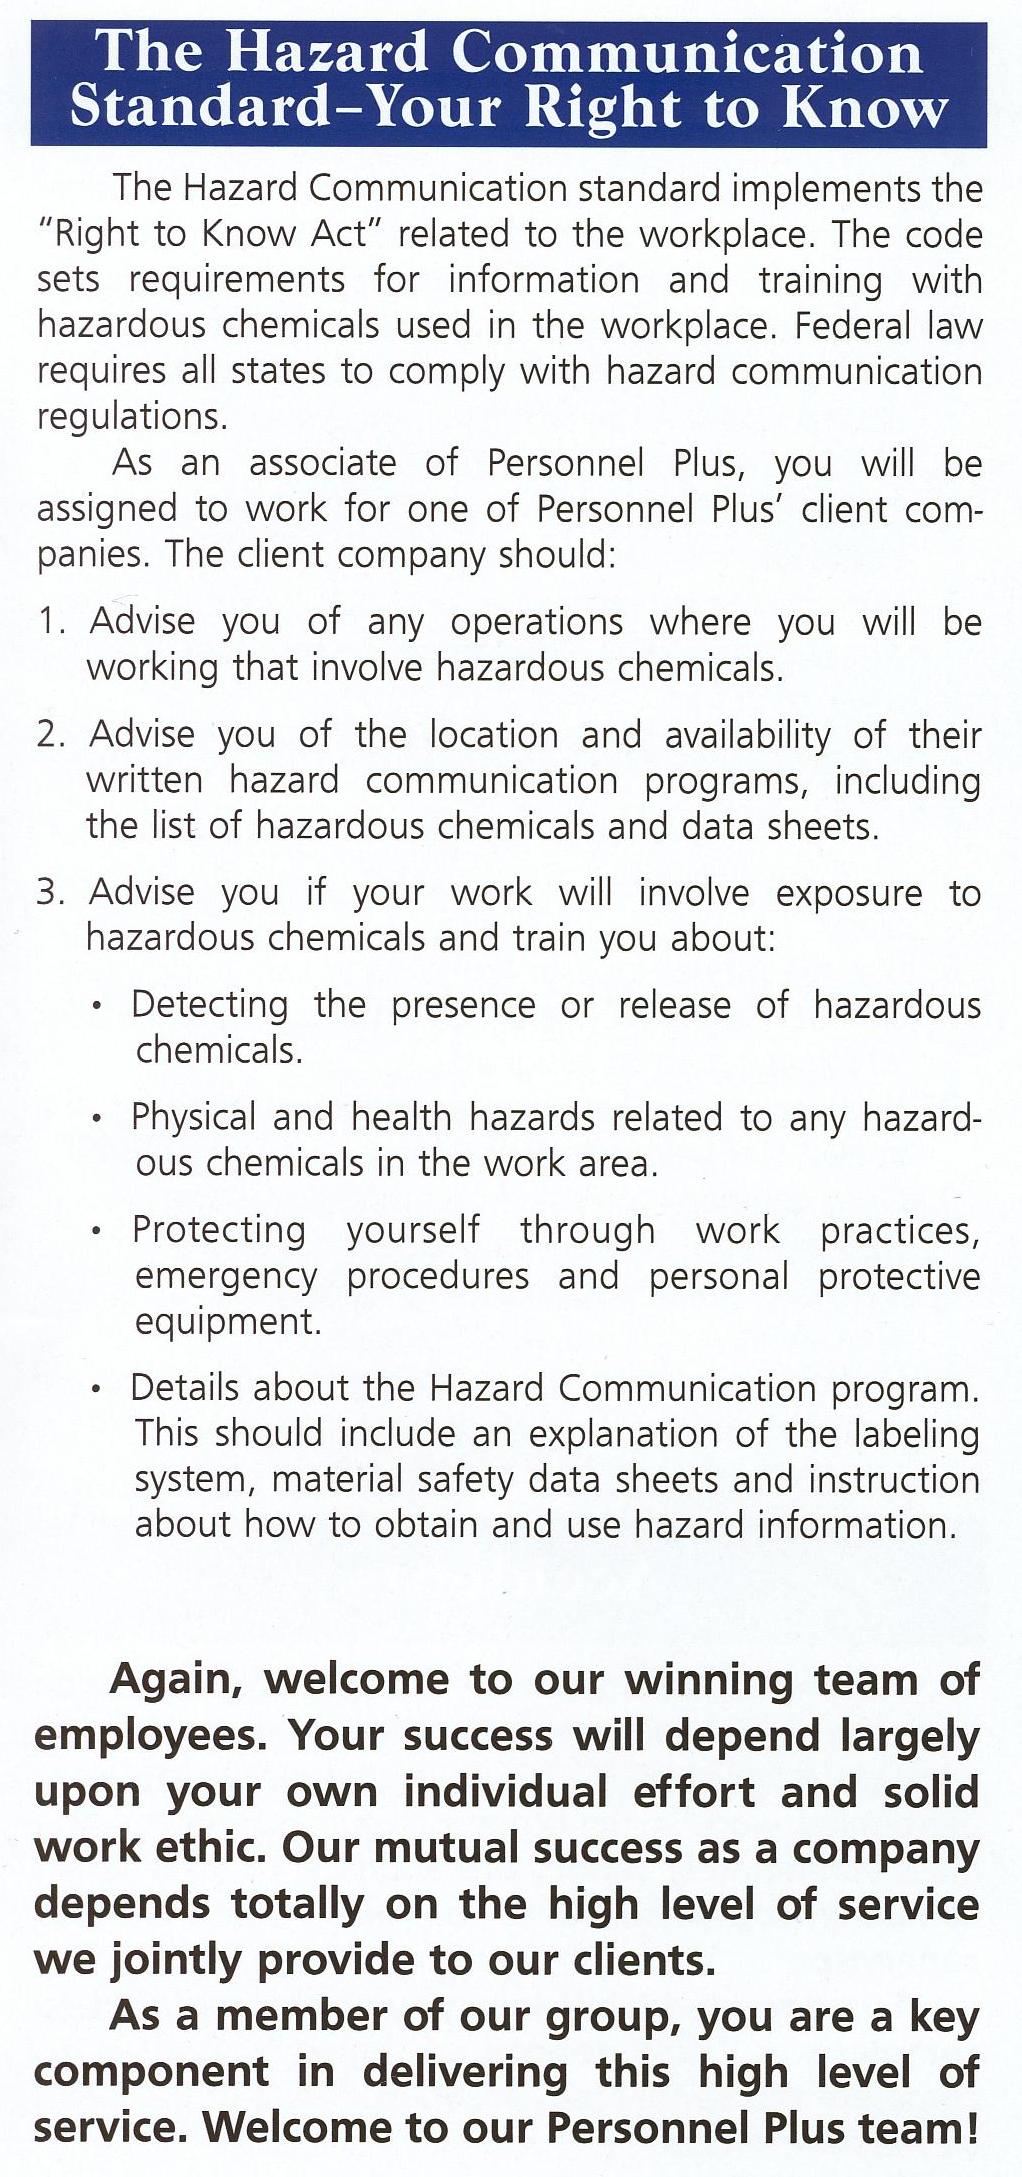 The Hazard Communication
Standard–Your Right to Know
The Hazard Communication standard implements the
“Right to Know Act” related to the workplace. The code
sets requirements for information and training with
hazardous chemicals used in the workplace. Federal law
requires all states to comply with hazard communication
regulations.
As an associate of Personnel Plus, you will be
assigned to work for one of Personnel Plus’ client com-
panies. The client company should:
1. Advise you of any operations where you will be
working that involve hazardous chemicals.
2. Advise you of the location and availability of their
written hazard communication programs, including
the list of hazardous chemicals and data sheets.
3. Advise you if your work will involve exposure to
hazardous chemicals and train you about:
• Detecting the presence or release of hazardous
chemicals.
• Physical and health hazards related to any hazard-
ous chemicals in the work area.
• Protecting yourself through work practices,
emergency procedures and personal protective
equipment.
• Details about the Hazard Communication program.
This should include an explanation of the labeling
system, material safety data sheets and instruction
about how to obtain and use hazard information.
Again, welcome to our winning team of
employees. Your success will depend largely
upon your own individual effort and solid
work ethic. Our mutual success as a company
depends totally on the high level of service
we jointly provide to our clients.
As a member of our group, you are a key
component in delivering this high level of
service. Welcome to our Personnel Plus team!